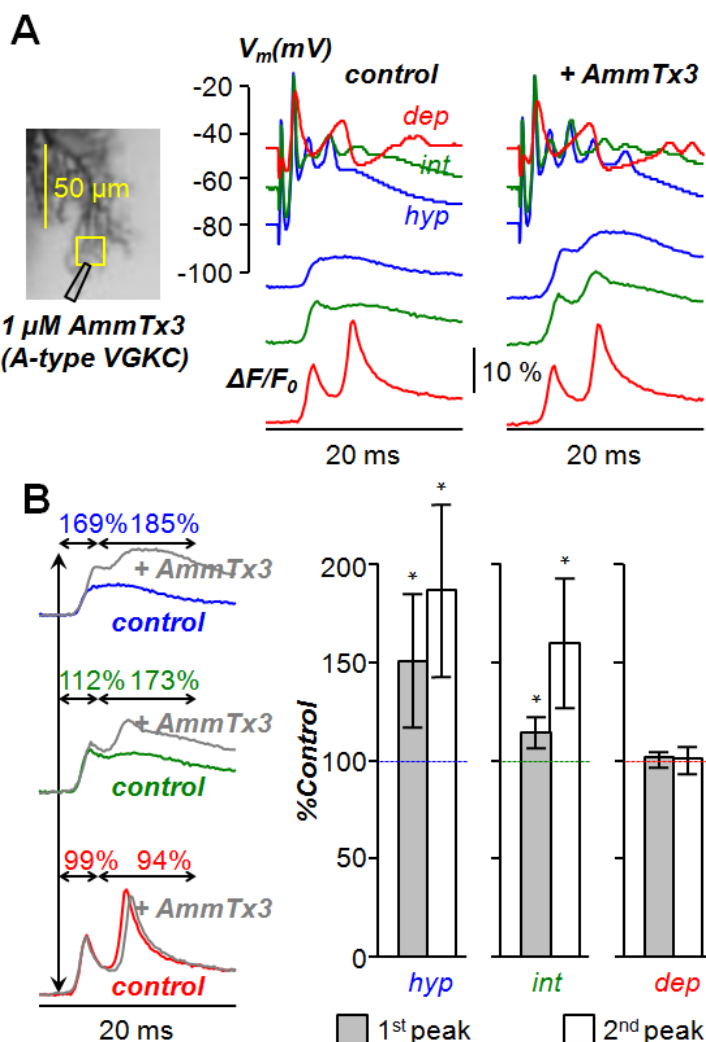 A
Vm(mV)
control
+ AmmTx3
-20
-40
-60
-80
-100
dep
int
hyp
50 µm
1 µM AmmTx3
(A-type VGKC)
ΔF/F0
10 %
20 ms
20 ms
B
169% 185%
+ AmmTx3
control
112% 173%
+ AmmTx3
control
99% 94%
+ AmmTx3
control
20 ms
%Control
200
150
100
50
0
* *
* *
hyp
int
dep
1st peak
2nd peak